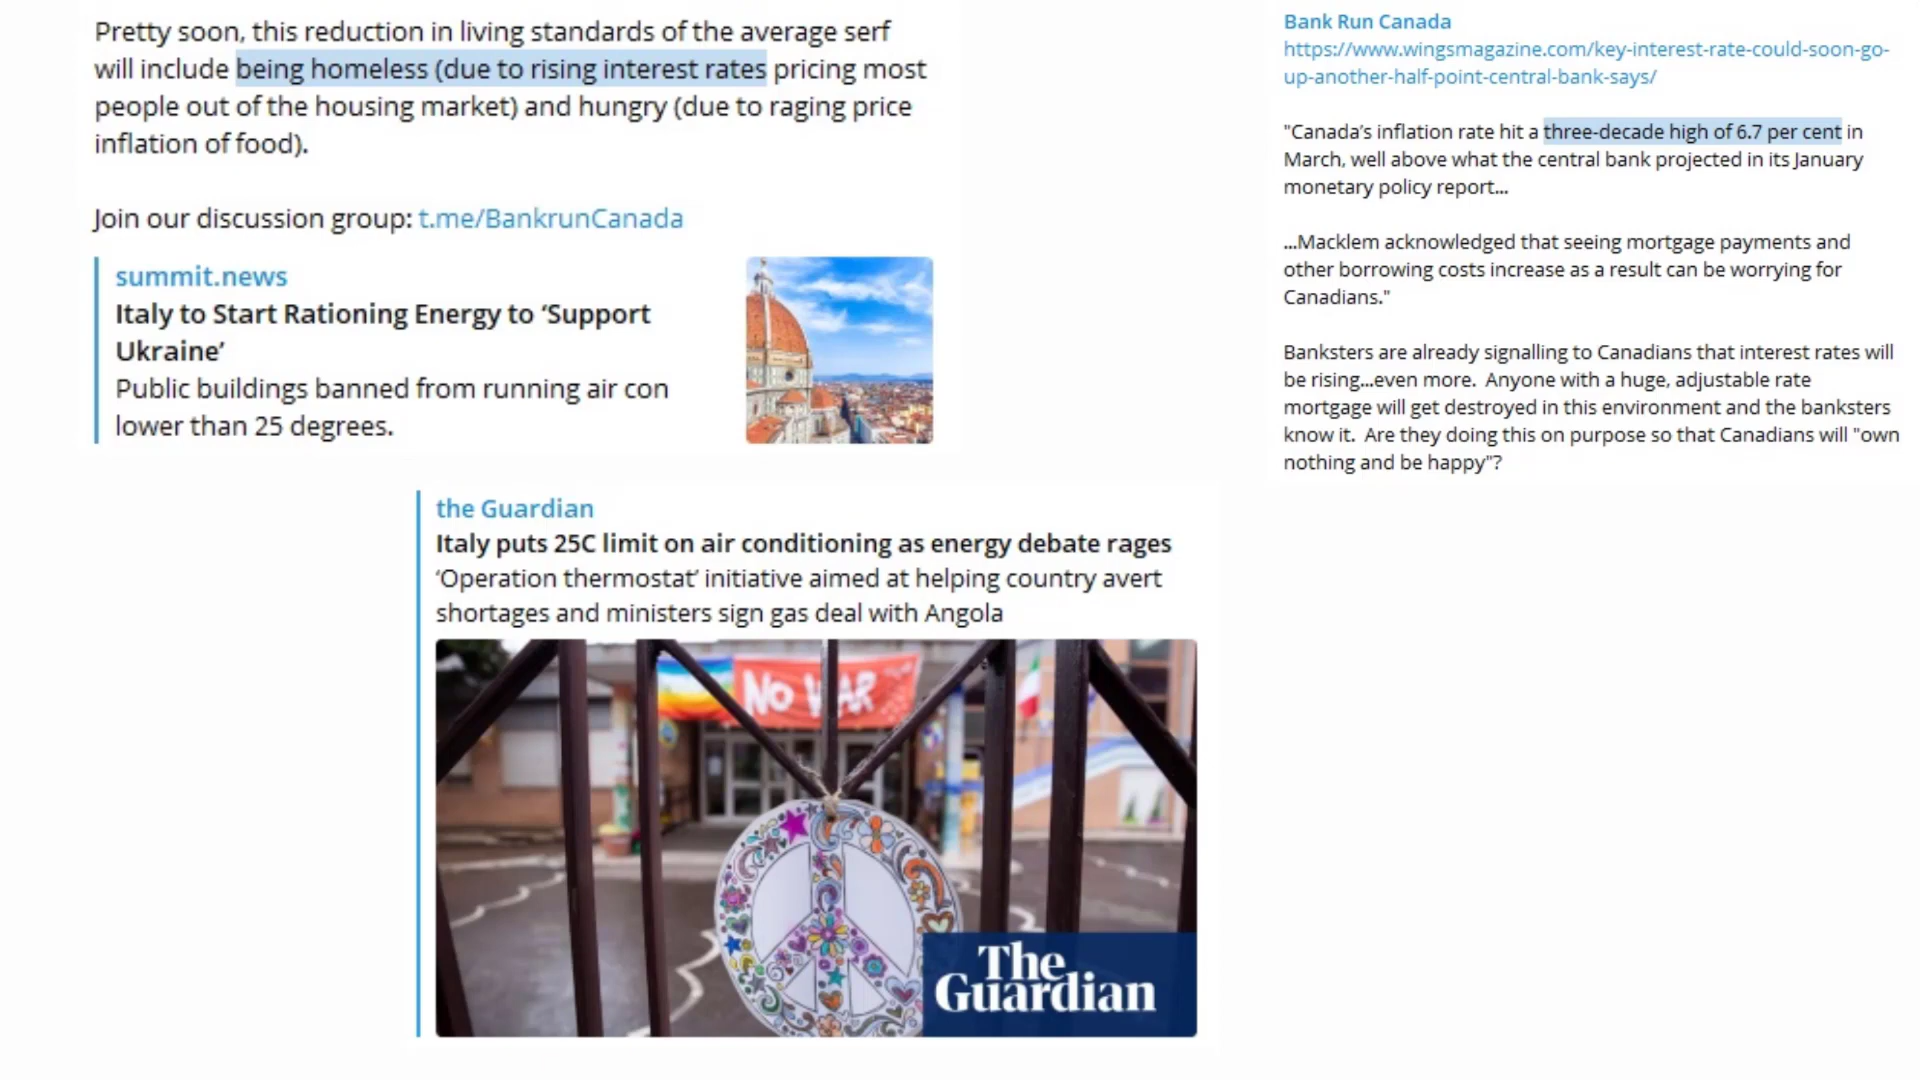 Pretty soon, this reduction in living standards of the average serf
will include being homeless (due to rising interest rates pricing most
people out of the housing market) and hungry (due to raging price
inflation of food).
Join our discussion group: t.me/BankrunCanada
summit.news
Italy to Start Rationing Energy to ‘Support
Ukraine’
Public buildings banned from running air con
lower than 25 degrees.
Bank Run Canada
https://www.wingsmagazine.com/key-interest-rate-could-soon-go-
up-another-half-point-central-bank-says/
"Canada’s inflation rate hit a three-decade high of 6.7 per cent in
March, well above what the central bank projected in its January
monetary policy report...
...Macklem acknowledged that seeing mortgage payments and
other borrowing costs increase as a result can be worrying for
Canadians."
Banksters are already signalling to Canadians that interest rates will
be rising...even more.  Anyone with a huge, adjustable rate
mortgage will get destroyed in this environment and the banksters
know it.  Are they doing this on purpose so that Canadians will "own
nothing and be happy"?
the Guardian
Italy puts 25C limit on air conditioning as energy debate rages
‘Operation thermostat’ initiative aimed at helping country avert
shortages and ministers sign gas deal with Angola
NO WAR
The
Guardian